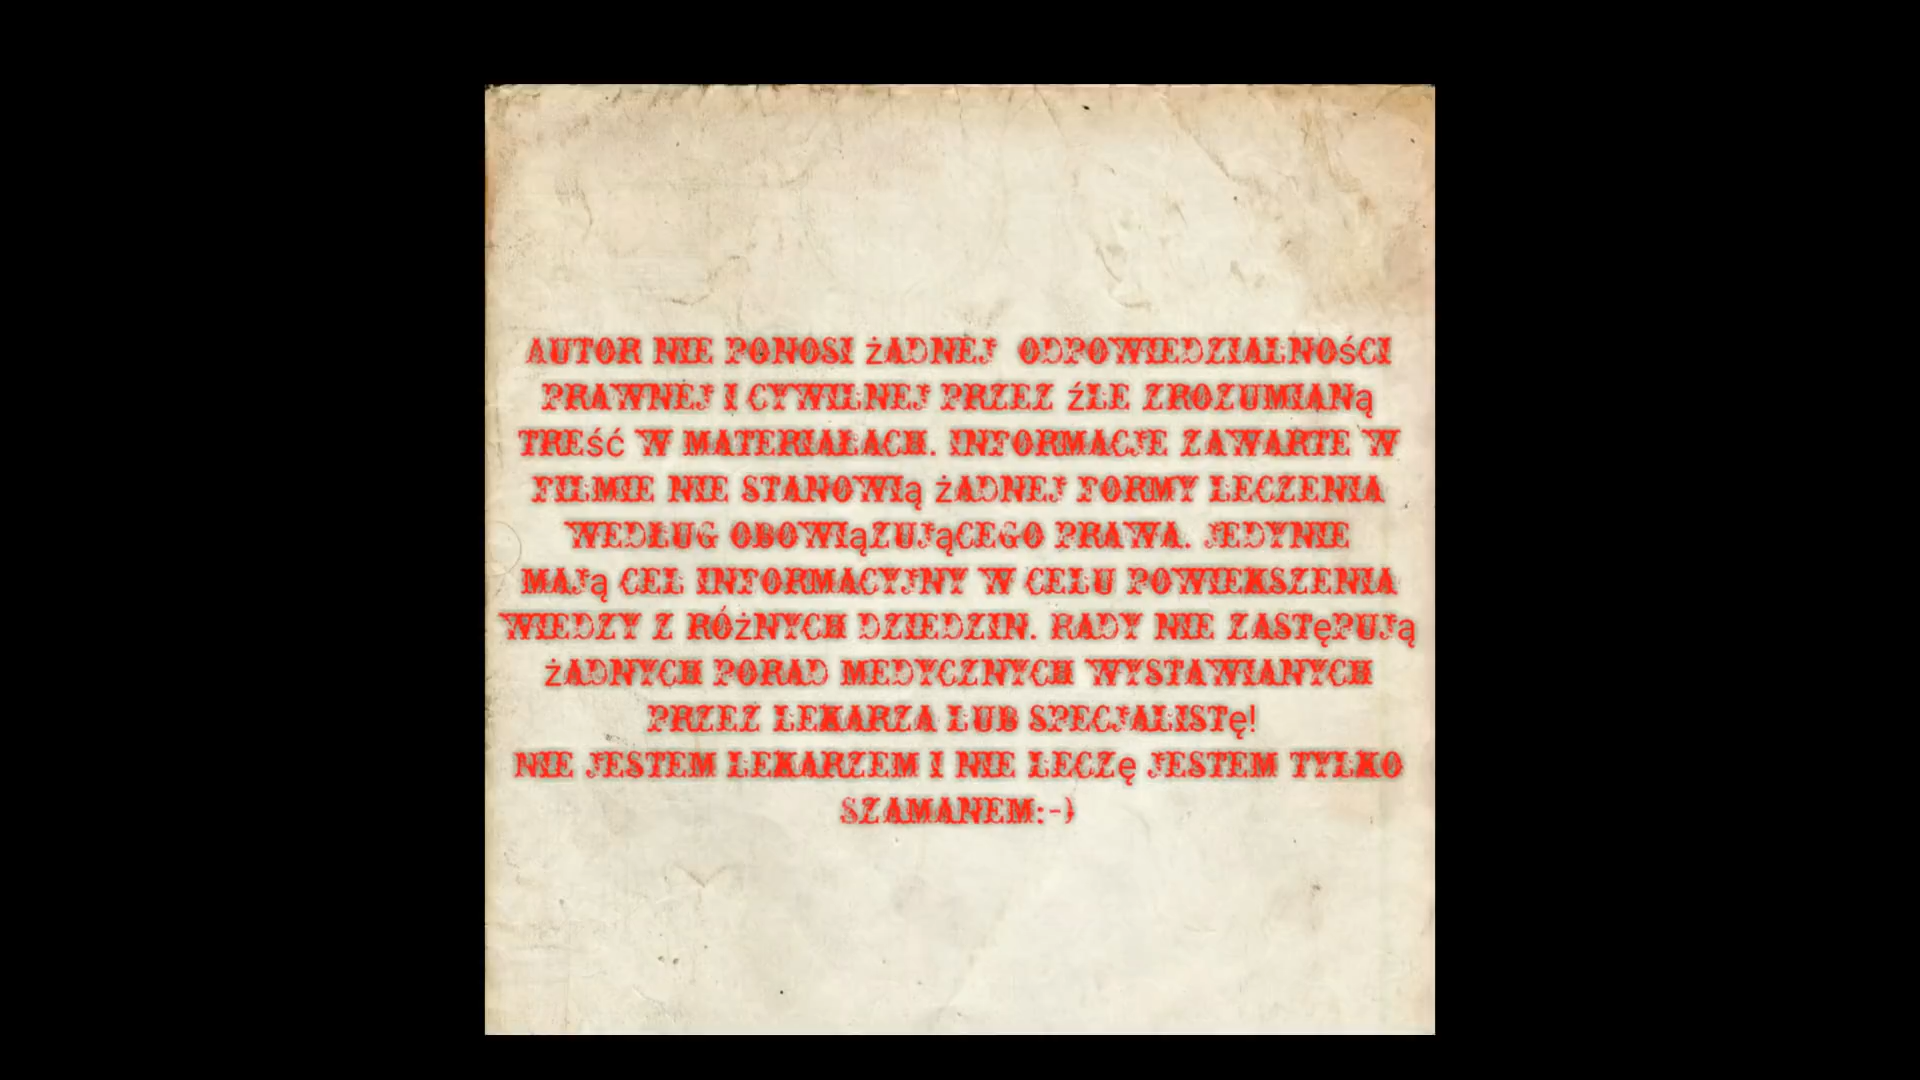 AUTOR NIE PONOSI żADNEJ ODPOWIEDZIALNOśCI
PRAWNEJ I CYWILNEJ PRZEZ źLE ZROZUMIANą
TREść W MATERIAŁACH. INFORMACJE ZAWARTE W
FILMIE NIE STANOWIą żADNEJ FORMY LECZENIA
WEDŁUG OBOWIąZUJąCEGO PRAWA. JEDYNIE
MAJą CEL INFORMACYJNY W CELU POWIEKSZENIA
WIEDZY Z RÓżNYCH DZIEDZIN. RADY NIE ZASTęPUJą
żADNYCH PORAD MEDYCZNYCH WYSTAWIANYCH
PRZEZ LEKARZA LUB SPECJALISTę!
NIE JESTEM LEKARZEM I NIE LECZę JESTEM TYLKO
SZAMANEM:-)